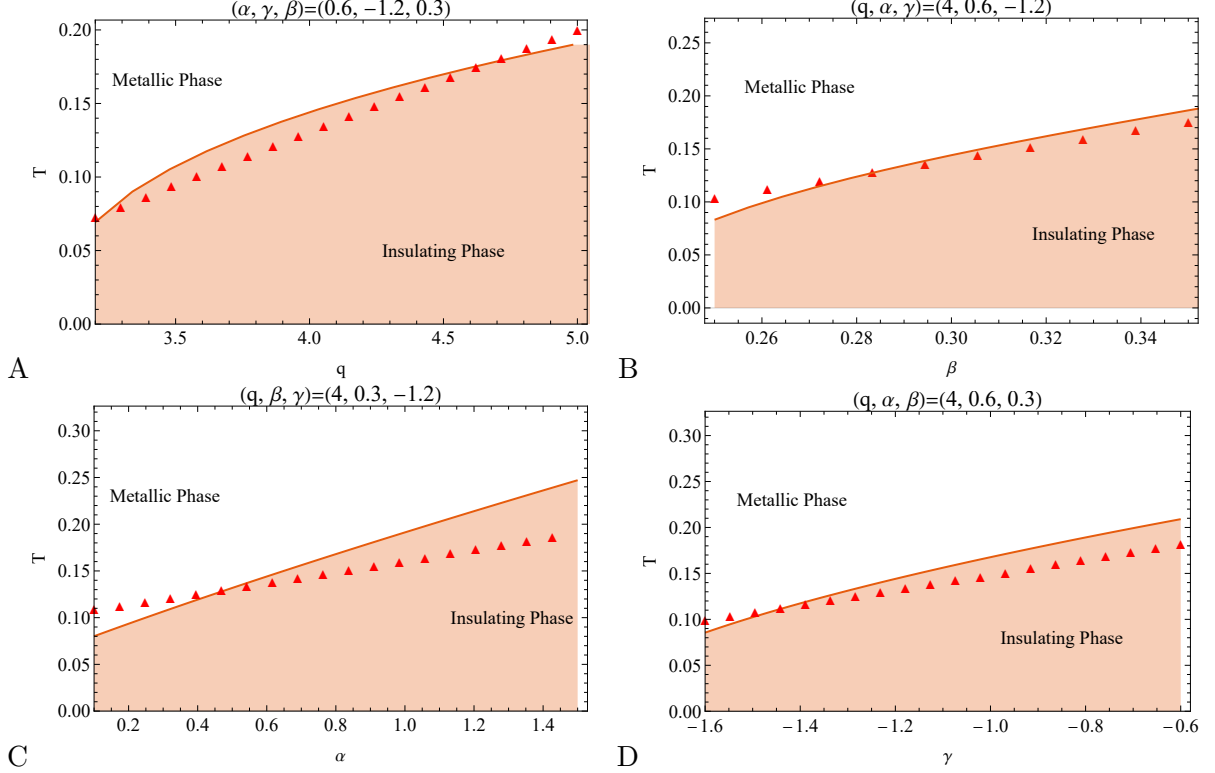 (α, γ, β)=(0.6, −1.2, 0.3)
0.20
0.15
0.10
0.05
0.00
T
Metallic Phase
Insulating Phase
3.5 4.0 4.5 5.0
q
A
(q, α, γ)=(4, 0.6, −1.2)
0.25
0.20
0.15
0.10
0.05
0.00
T
Metallic Phase
Insulating Phase
0.26 0.28 0.30 0.32 0.34
β
B
(q, β, γ)=(4, 0.3, −1.2)
0.30
0.25
0.20
0.15
0.10
0.05
0.00
T
Metallic Phase
Insulating Phase
0.2 0.4 0.6 0.8 1.0 1.2 1.4
α
C
(q, α, β)=(4, 0.6, 0.3)
0.30
0.25
0.20
0.15
0.10
0.05
0.00
T
Metallic Phase
Insulating Phase
−1.6 −1.4 −1.2 −1.0 −0.8 −0.6
γ
D